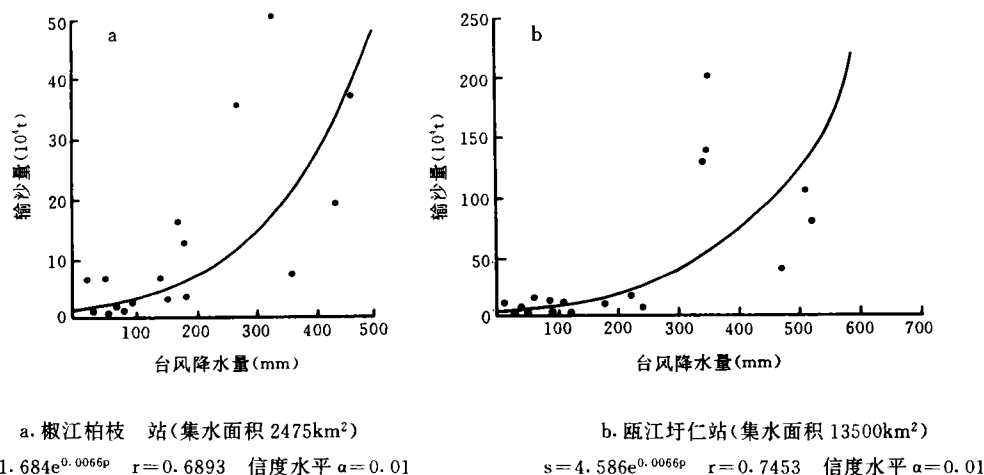 a
50
40
30
20
10
0
100 200 300 400 500
输沙量(10⁴t)
台风降水量(mm)
b
250
200
150
100
50
0
100 200 300 400 500 600 700
输沙量(10⁴t)
台风降水量(mm)
a. 椒江柏枝 站(集水面积 2475km²)
1.684e^0.0066p r=0.6893 信度水平 α=0.01
b. 瓯江圩仁站(集水面积 13500km²)
s=4.586e^0.0066p r=0.7453 信度水平 α=0.01